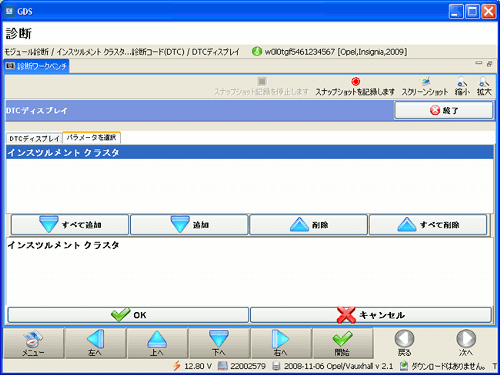 GDS
診断
モジュール診断 / インスツルメント クラスタ...診断コード(DTC) / DTCディスプレイ w0l0tgf5461234567 [Opel,Insignia,2009]
診断ワークベンチ
スナップショット記録を停止します スナップショットを記録します スクリーンショット 縮小 拡大
DTCディスプレイ 終了
DTCディスプレイ パラメータを選択
インスツルメント クラスタ
すべて追加 追加 削除 すべて削除
インスツルメント クラスタ
OK キャンセル
メニュー 左へ 上へ 下へ 右へ 開始 戻る 次へ
12.80 V 22002579 2008-11-06 Opel/Vauxhall v 2.1 ダウンロードはありません。 T